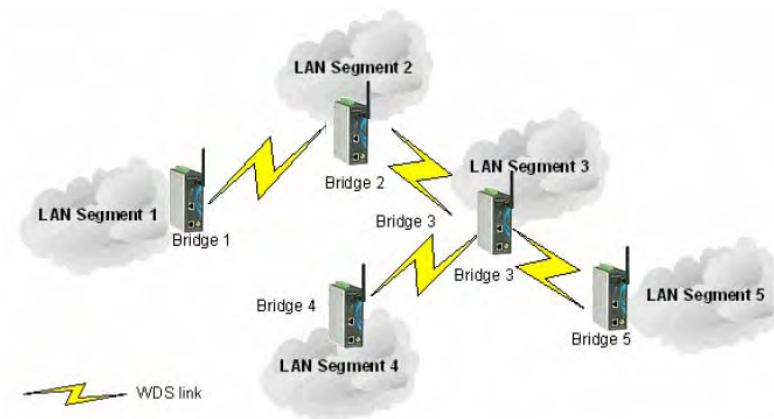 LAN Segment 2
LAN Segment 3
Bridge 2
LAN Segment 1
Bridge 3
Bridge 1
Bridge 3
Bridge 4
LAN Segment 5
Bridge 5
LAN Segment 4
WDS link